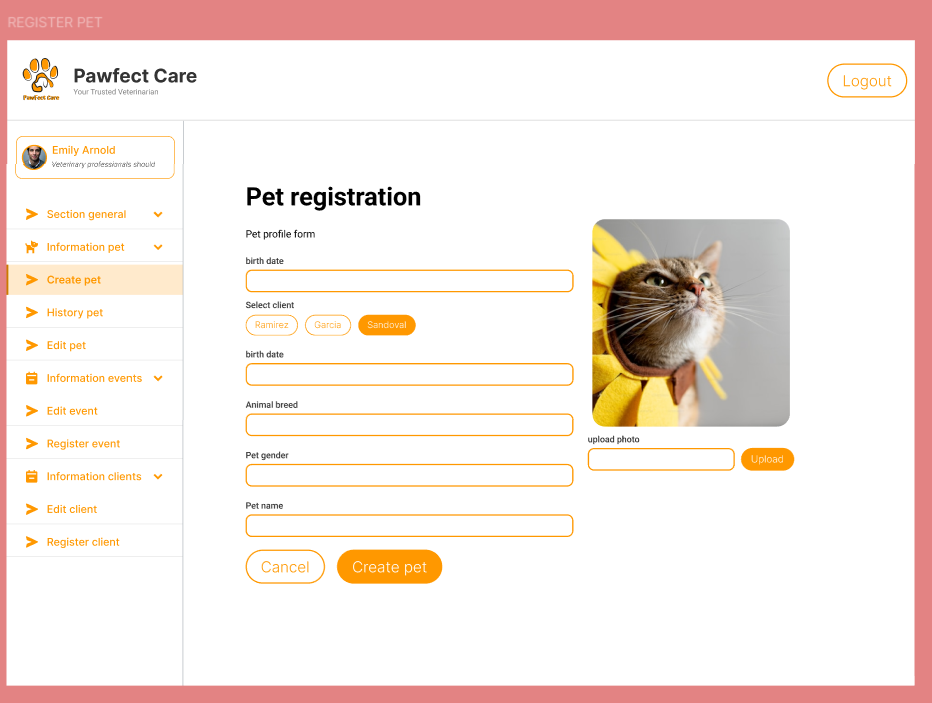 REGISTER PET
Pawfect Care
Pawfect Care
Your Trusted Veterinarian
Logout
Emily Arnold
Veterinary professionals should
Section general
Information pet
Create pet
History pet
Edit pet
Information events
Edit event
Register event
Information clients
Edit client
Register client
Pet registration
Pet profile form
birth date
Select client
Ramirez Garcia Sandoval
birth date
Animal breed
Pet gender
Pet name
Cancel Create pet
upload photo
Upload